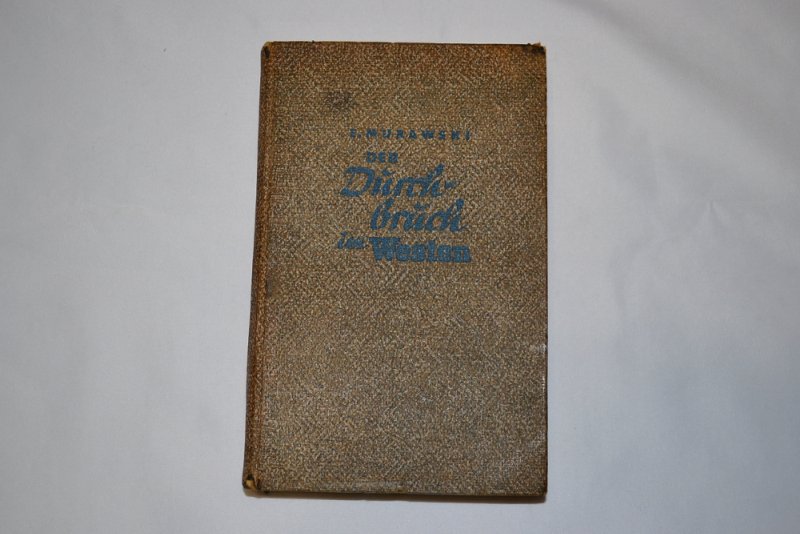 E. MURAWSKI
DER
Durch-
bruch
im Westen